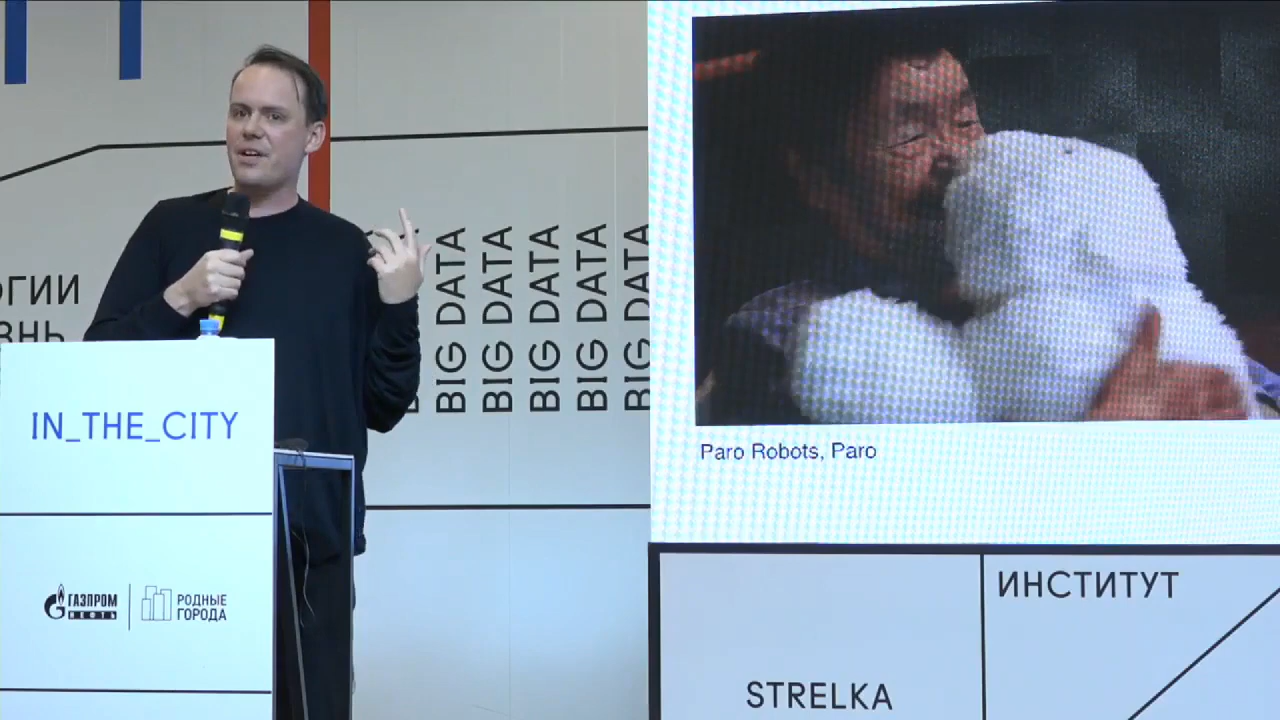 ОГИИ
ЗНЬ
BIG DATA
BIG DATA
BIG DATA
BIG DATA
BIG DATA
IN_THE_CITY
ГАЗПРОМ
НЕФТЬ
РОДНЫЕ
ГОРОДА
Paro Robots, Paro
ИНСТИТУТ
STRELKA